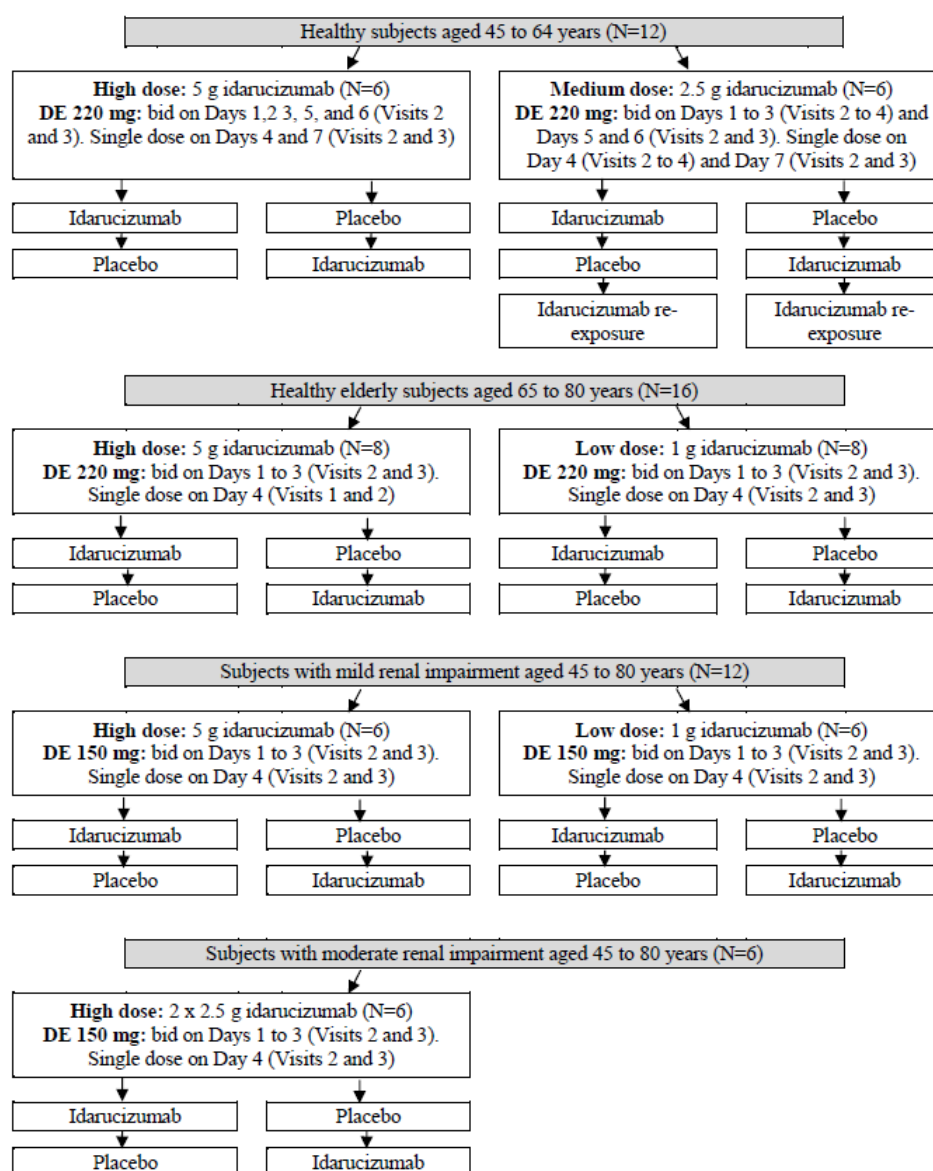 Healthy subjects aged 45 to 64 years (N=12)
High dose: 5 g idarucizumab (N=6)
DE 220 mg: bid on Days 1,2 3, 5, and 6 (Visits 2
and 3). Single dose on Days 4 and 7 (Visits 2 and 3)
Medium dose: 2.5 g idarucizumab (N=6)
DE 220 mg: bid on Days 1 to 3 (Visits 2 to 4) and
Days 5 and 6 (Visits 2 and 3). Single dose on
Day 4 (Visits 2 to 4) and Day 7 (Visits 2 and 3)
Idarucizumab
Placebo
Idarucizumab
Placebo
Placebo
Idarucizumab
Placebo
Idarucizumab
Idarucizumab re-
exposure
Idarucizumab re-
exposure
Healthy elderly subjects aged 65 to 80 years (N=16)
High dose: 5 g idarucizumab (N=8)
DE 220 mg: bid on Days 1 to 3 (Visits 2 and 3).
Single dose on Day 4 (Visits 1 and 2)
Low dose: 1 g idarucizumab (N=8)
DE 220 mg: bid on Days 1 to 3 (Visits 2 and 3).
Single dose on Day 4 (Visits 2 and 3)
Idarucizumab
Placebo
Idarucizumab
Placebo
Placebo
Idarucizumab
Placebo
Idarucizumab
Subjects with mild renal impairment aged 45 to 80 years (N=12)
High dose: 5 g idarucizumab (N=6)
DE 150 mg: bid on Days 1 to 3 (Visits 2 and 3).
Single dose on Day 4 (Visits 2 and 3)
Low dose: 1 g idarucizumab (N=6)
DE 150 mg: bid on Days 1 to 3 (Visits 2 and 3).
Single dose on Day 4 (Visits 2 and 3)
Idarucizumab
Placebo
Idarucizumab
Placebo
Placebo
Idarucizumab
Placebo
Idarucizumab
Subjects with moderate renal impairment aged 45 to 80 years (N=6)
High dose: 2 x 2.5 g idarucizumab (N=6)
DE 150 mg: bid on Days 1 to 3 (Visits 2 and 3).
Single dose on Day 4 (Visits 2 and 3)
Idarucizumab
Placebo
Placebo
Idarucizumab